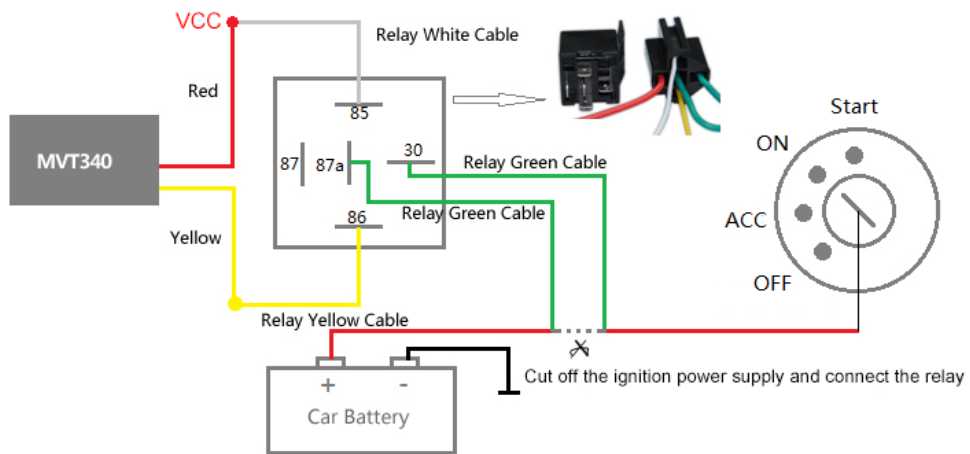 VCC
Relay White Cable
Red
85
Start
ON
MVT340
87
87a
30
Relay Green Cable
Relay Green Cable
86
ACC
Yellow
OFF
Relay Yellow Cable
Cut off the ignition power supply and connect the relay
+ -
Car Battery